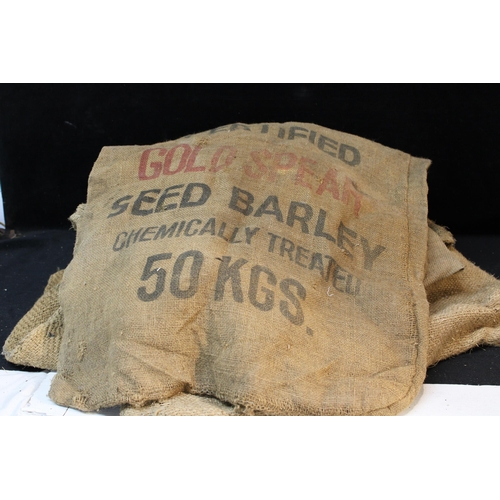 CERTIFIED
GOLD SPEAR
SEED BARLEY
CHEMICALLY TREATED
50 KGS.